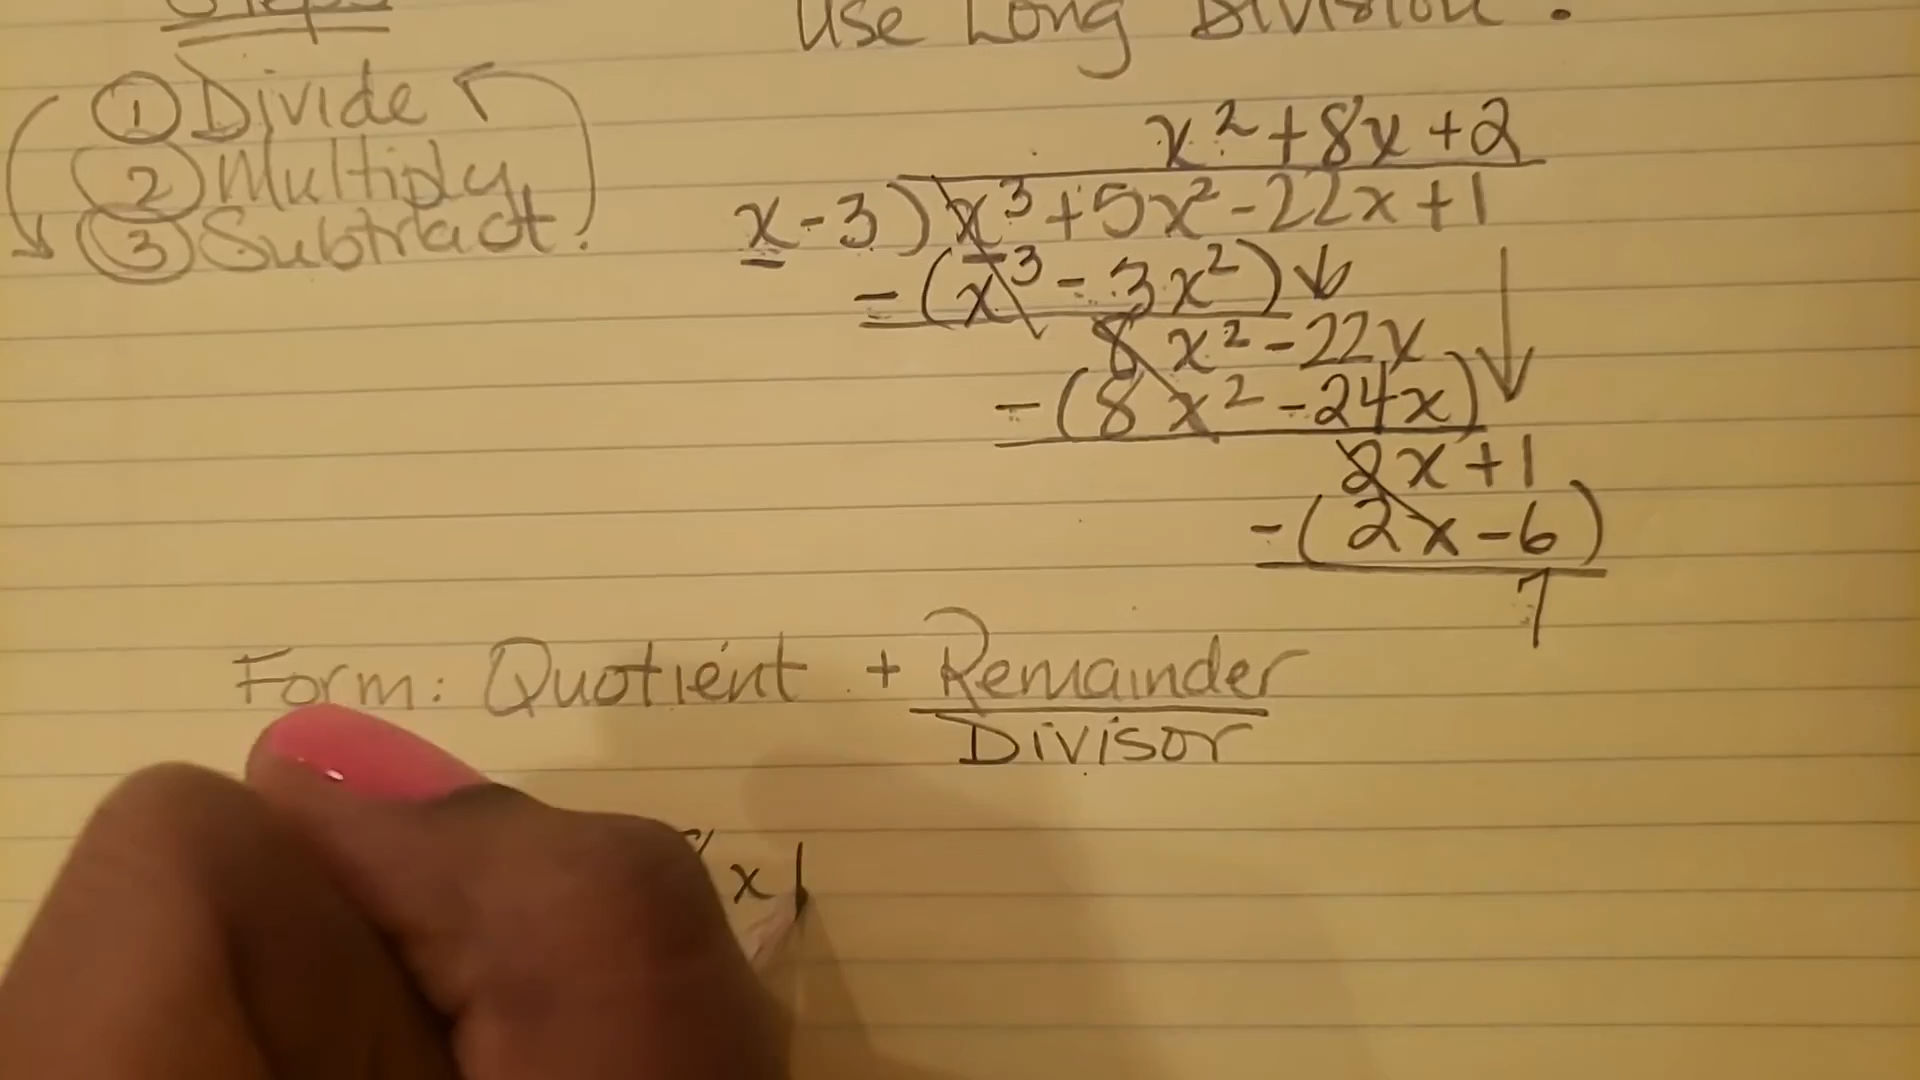 Steps
Use Long Division.
1 Divide
2 Multiply
3 Subtract.
x² + 8x + 2
x - 3 ) x³ + 5x² - 22x + 1
- (x³ - 3x²)
8x² - 22x
- (8x² - 24x)
2x + 1
- (2x - 6)
7
Form: Quotient + Remainder
Divisor
x